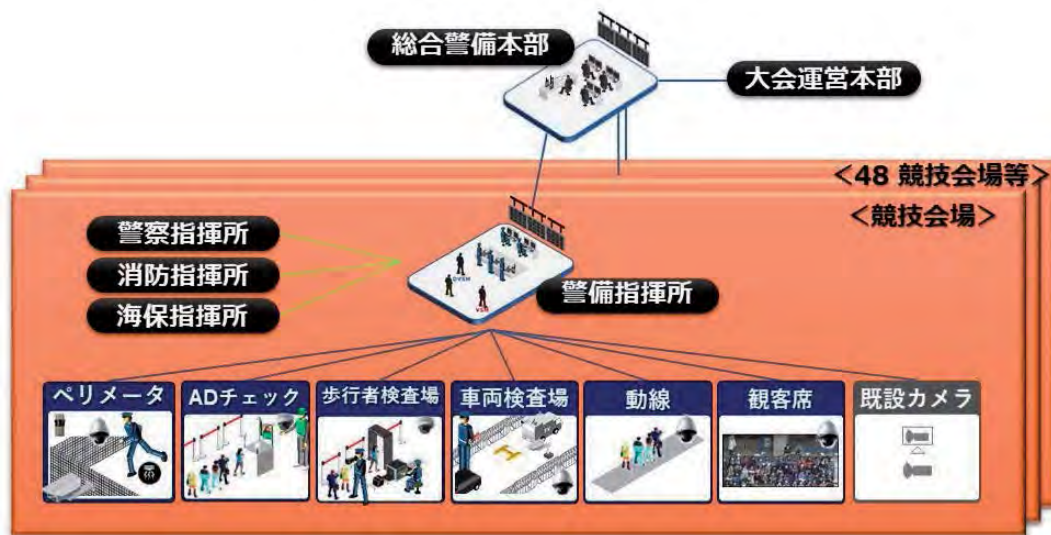 総合警備本部
大会運営本部
＜48 競技会場等＞
＜競技会場＞
警察指揮所
消防指揮所
海保指揮所
警備指揮所
DVSM
VSM
ペリメータ
ADチェック
歩行者検査場
車両検査場
動線
観客席
既設カメラ